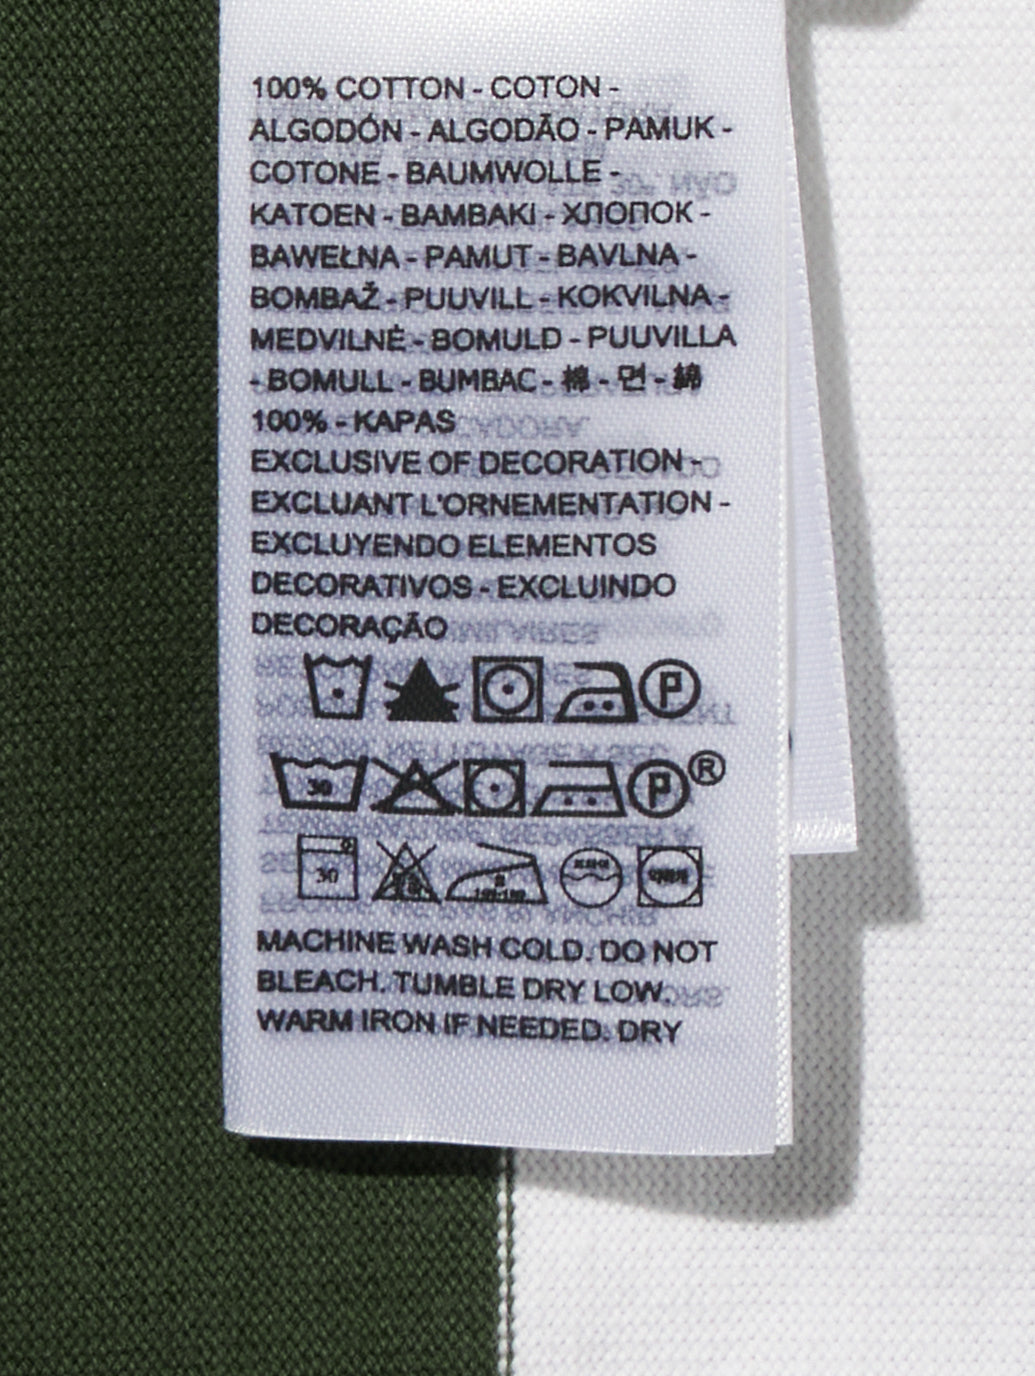 100% COTTON - COTON -
ALGODÓN - ALGODÃO - PAMUK -
COTONE - BAUMWOLLE -
KATOEN - BAMBAKI - ХЛОПОК -
BAWEŁNA - PAMUT - BAVLNA -
BOMBAŽ - PUUVILL - KOKVILNA -
MEDVILNĖ - BOMULD - PUUVILLA
- BOMULL - BUMBAC - 棉 - 면 - 綿
100% - KAPAS
EXCLUSIVE OF DECORATION -
EXCLUANT L'ORNEMENTATION -
EXCLUYENDO ELEMENTOS
DECORATIVOS - EXCLUINDO
DECORAÇÃO
P
30 P ®
30
MACHINE WASH COLD. DO NOT
BLEACH. TUMBLE DRY LOW.
WARM IRON IF NEEDED. DRY